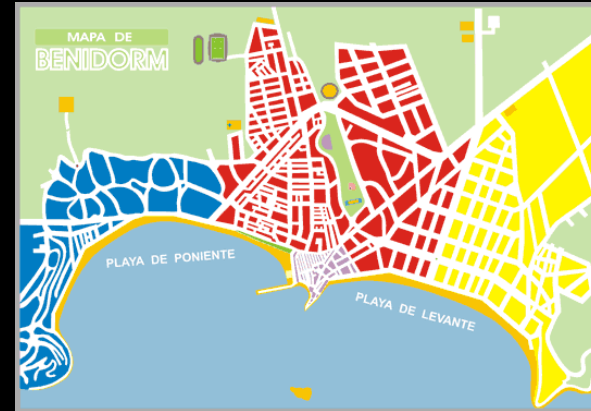 MAPA DE
BENIDORM
PLAYA DE PONIENTE
PLAYA DE LEVANTE